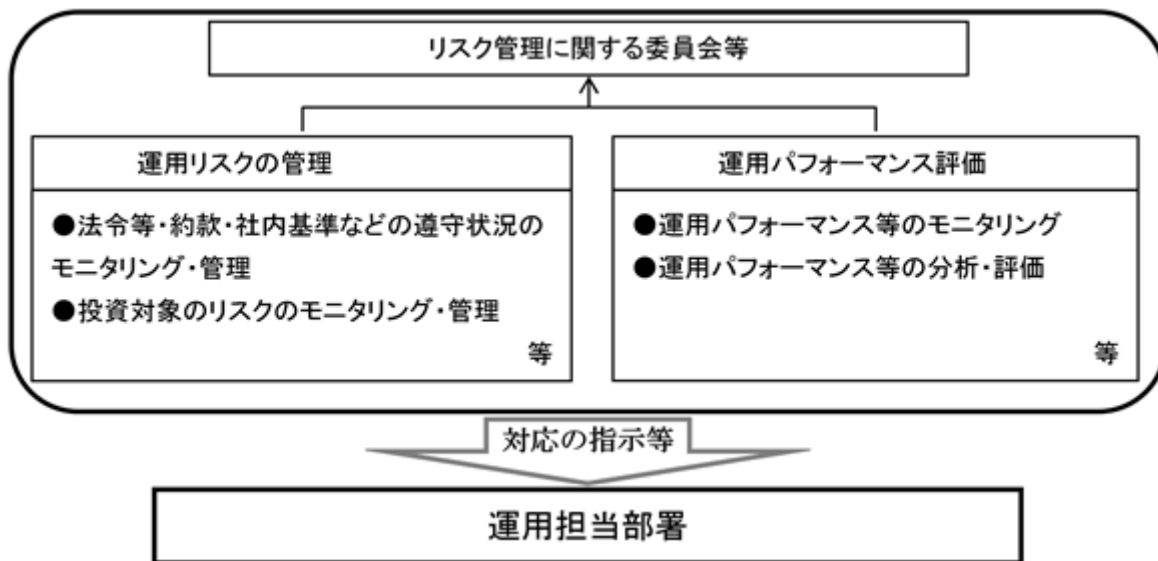 リスク管理に関する委員会等
運用リスクの管理
●法令等・約款・社内基準などの遵守状況の
モニタリング・管理
●投資対象のリスクのモニタリング・管理
等
運用パフォーマンス評価
●運用パフォーマンス等のモニタリング
●運用パフォーマンス等の分析・評価
等
対応の指示等
運用担当部署